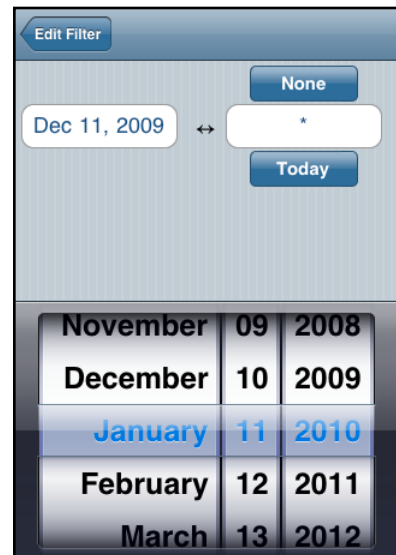 Edit Filter
None
Dec 11, 2009 ↔ *
Today
November 09 2008
December 10 2009
January 11 2010
February 12 2011
March 13 2012